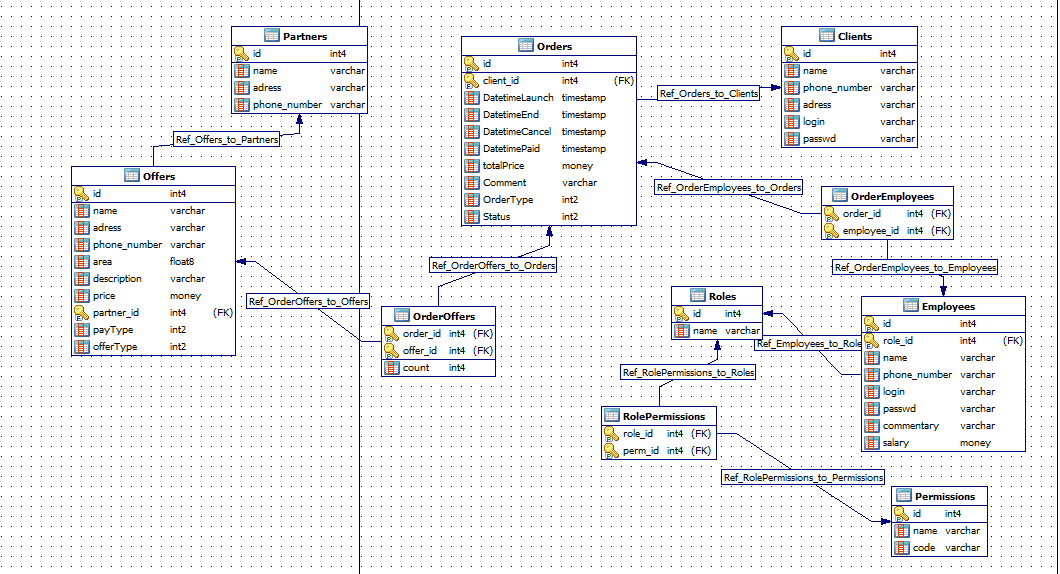 Partners
id int4
name varchar
adress varchar
phone_number varchar
Ref_Offers_to_Partners
Offers
id int4
name varchar
adress varchar
phone_number varchar
area float8
description varchar
price money
partner_id int4 (FK)
payType int2
offerType int2
Ref_OrderOffers_to_Offers
Orders
id int4
client_id int4 (FK)
DatetimeLaunch timestamp
DatetimeEnd timestamp
DatetimeCancel timestamp
DatetimePaid timestamp
totalPrice money
Comment varchar
OrderType int2
Status int2
Ref_OrderOffers_to_Orders
OrderOffers
order_id int4 (FK)
offer_id int4 (FK)
count int4
Ref_Orders_to_Clients
Clients
id int4
name varchar
phone_number varchar
adress varchar
login varchar
passwd varchar
Ref_OrderEmployees_to_Orders
OrderEmployees
order_id int4 (FK)
employee_id int4 (FK)
Ref_OrderEmployees_to_Employees
Roles
id int4
name varchar
Ref_Employees_to_Role
Employees
id int4
role_id int4 (FK)
name varchar
phone_number varchar
login varchar
passwd varchar
commentary varchar
salary money
Ref_RolePermissions_to_Roles
RolePermissions
role_id int4 (FK)
perm_id int4 (FK)
Ref_RolePermissions_to_Permissions
Permissions
id int4
name varchar
code varchar